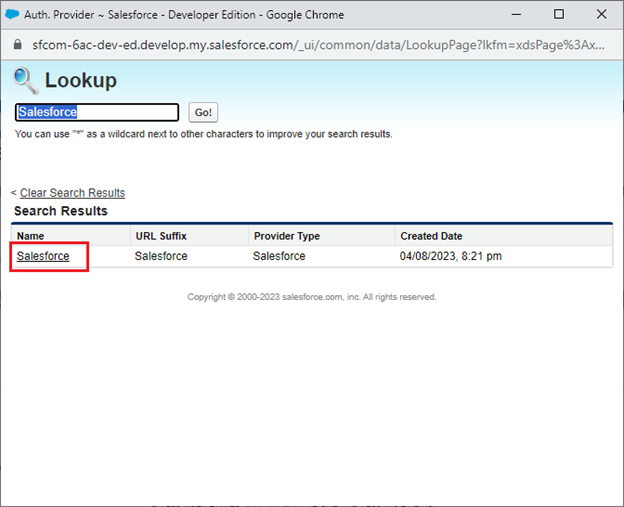 Auth. Provider ~ Salesforce - Developer Edition - Google Chrome
sfcom-6ac-dev-ed.develop.my.salesforce.com/_ui/common/data/LookupPage?lkfm=xdsPage%3Ax...
Lookup
Salesforce Go!
You can use "*" as a wildcard next to other characters to improve your search results.
< Clear Search Results
Search Results
Name URL Suffix Provider Type Created Date
Salesforce Salesforce Salesforce 04/08/2023, 8:21 pm
Copyright © 2000-2023 salesforce.com, inc. All rights reserved.